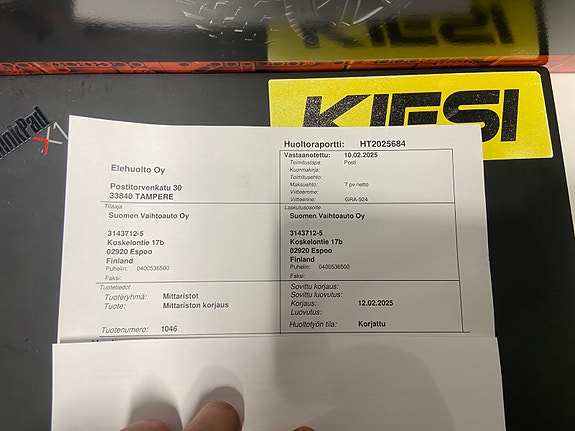 KIESI
ThinkPad X1
Huoltoraportti: HT2025684
Elehuolto Oy
Postitorvenkatu 30
33840 TAMPERE
Vastaanotettu: 10.02.2025
Toimitustapa: Posti
Kuormakirja:
Toimitusehto:
Maksuehto: 7 pv netto
Viitteemme:
Viitteenne: GRA-924
Tilaaja
Suomen Vaihtoauto Oy
3143712-5
Koskelontie 17b
02920 Espoo
Finland
Puhelin: 0400536500
Faksi:
Laskutusosoite
Suomen Vaihtoauto Oy
3143712-5
Koskelontie 17b
02920 Espoo
Finland
Puhelin: 0400536500
Faksi:
Tuotetiedot
Tuoteryhmä: Mittaristot
Tuote: Mittariston korjaus
Tuotenumero: 1046
Sovittu korjaus:
Sovittu luovutus:
Korjaus: 12.02.2025
Luovutus:
Huoltotyön tila: Korjattu